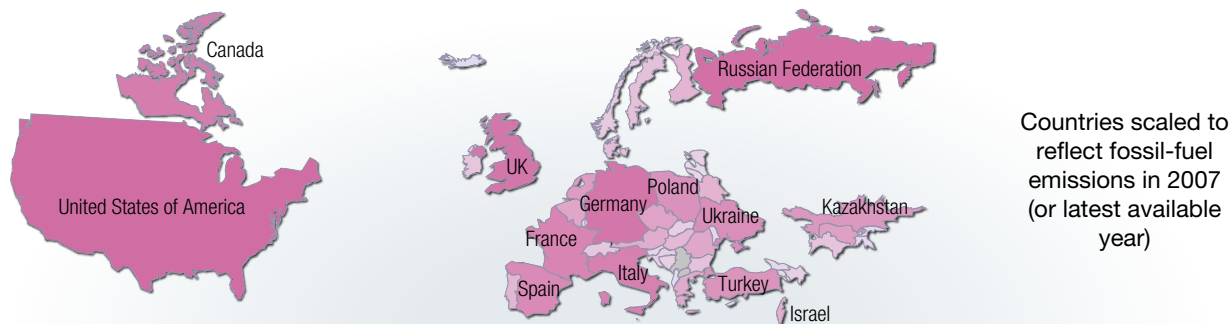 Canada
United States of America
Russian Federation
UK
Poland
Germany
Ukraine
Kazakhstan
France
Italy
Spain
Turkey
Israel
Countries scaled to
reflect fossil-fuel
emissions in 2007
(or latest available
year)